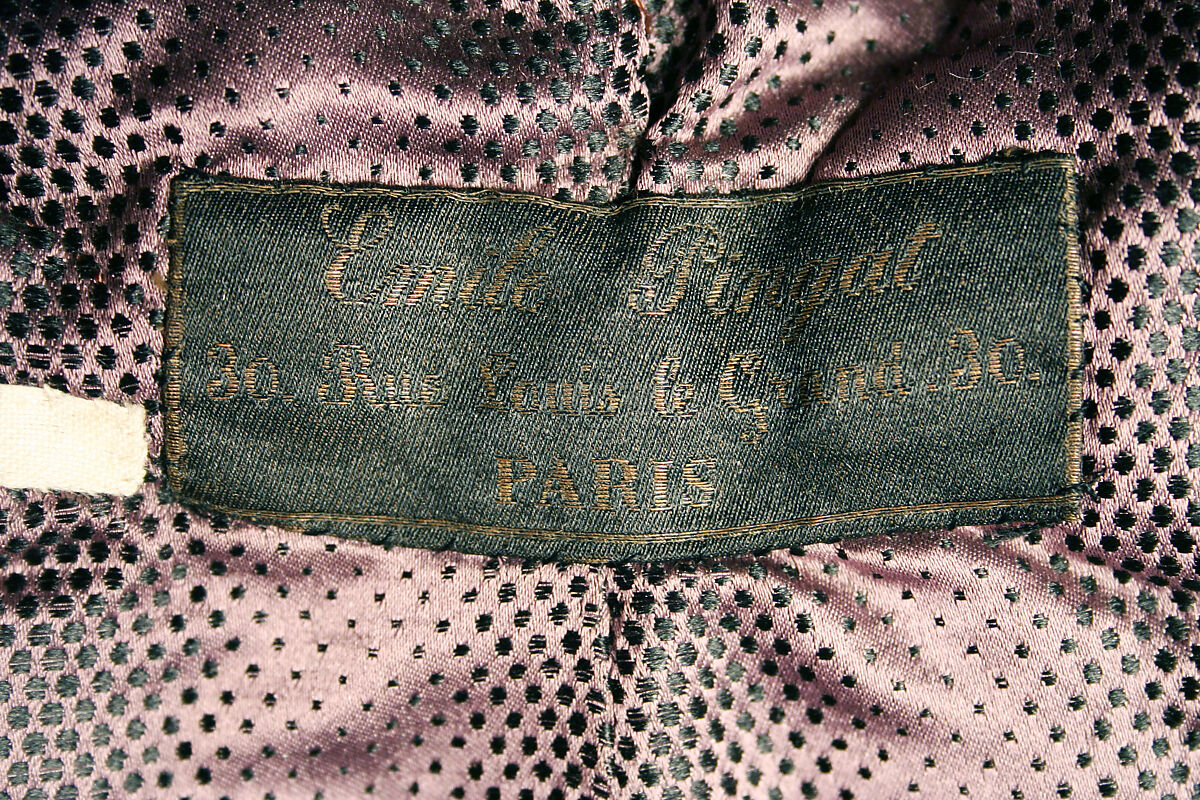 Emile Pingat
30. Rue Louis le Grand. 30.
PARIS